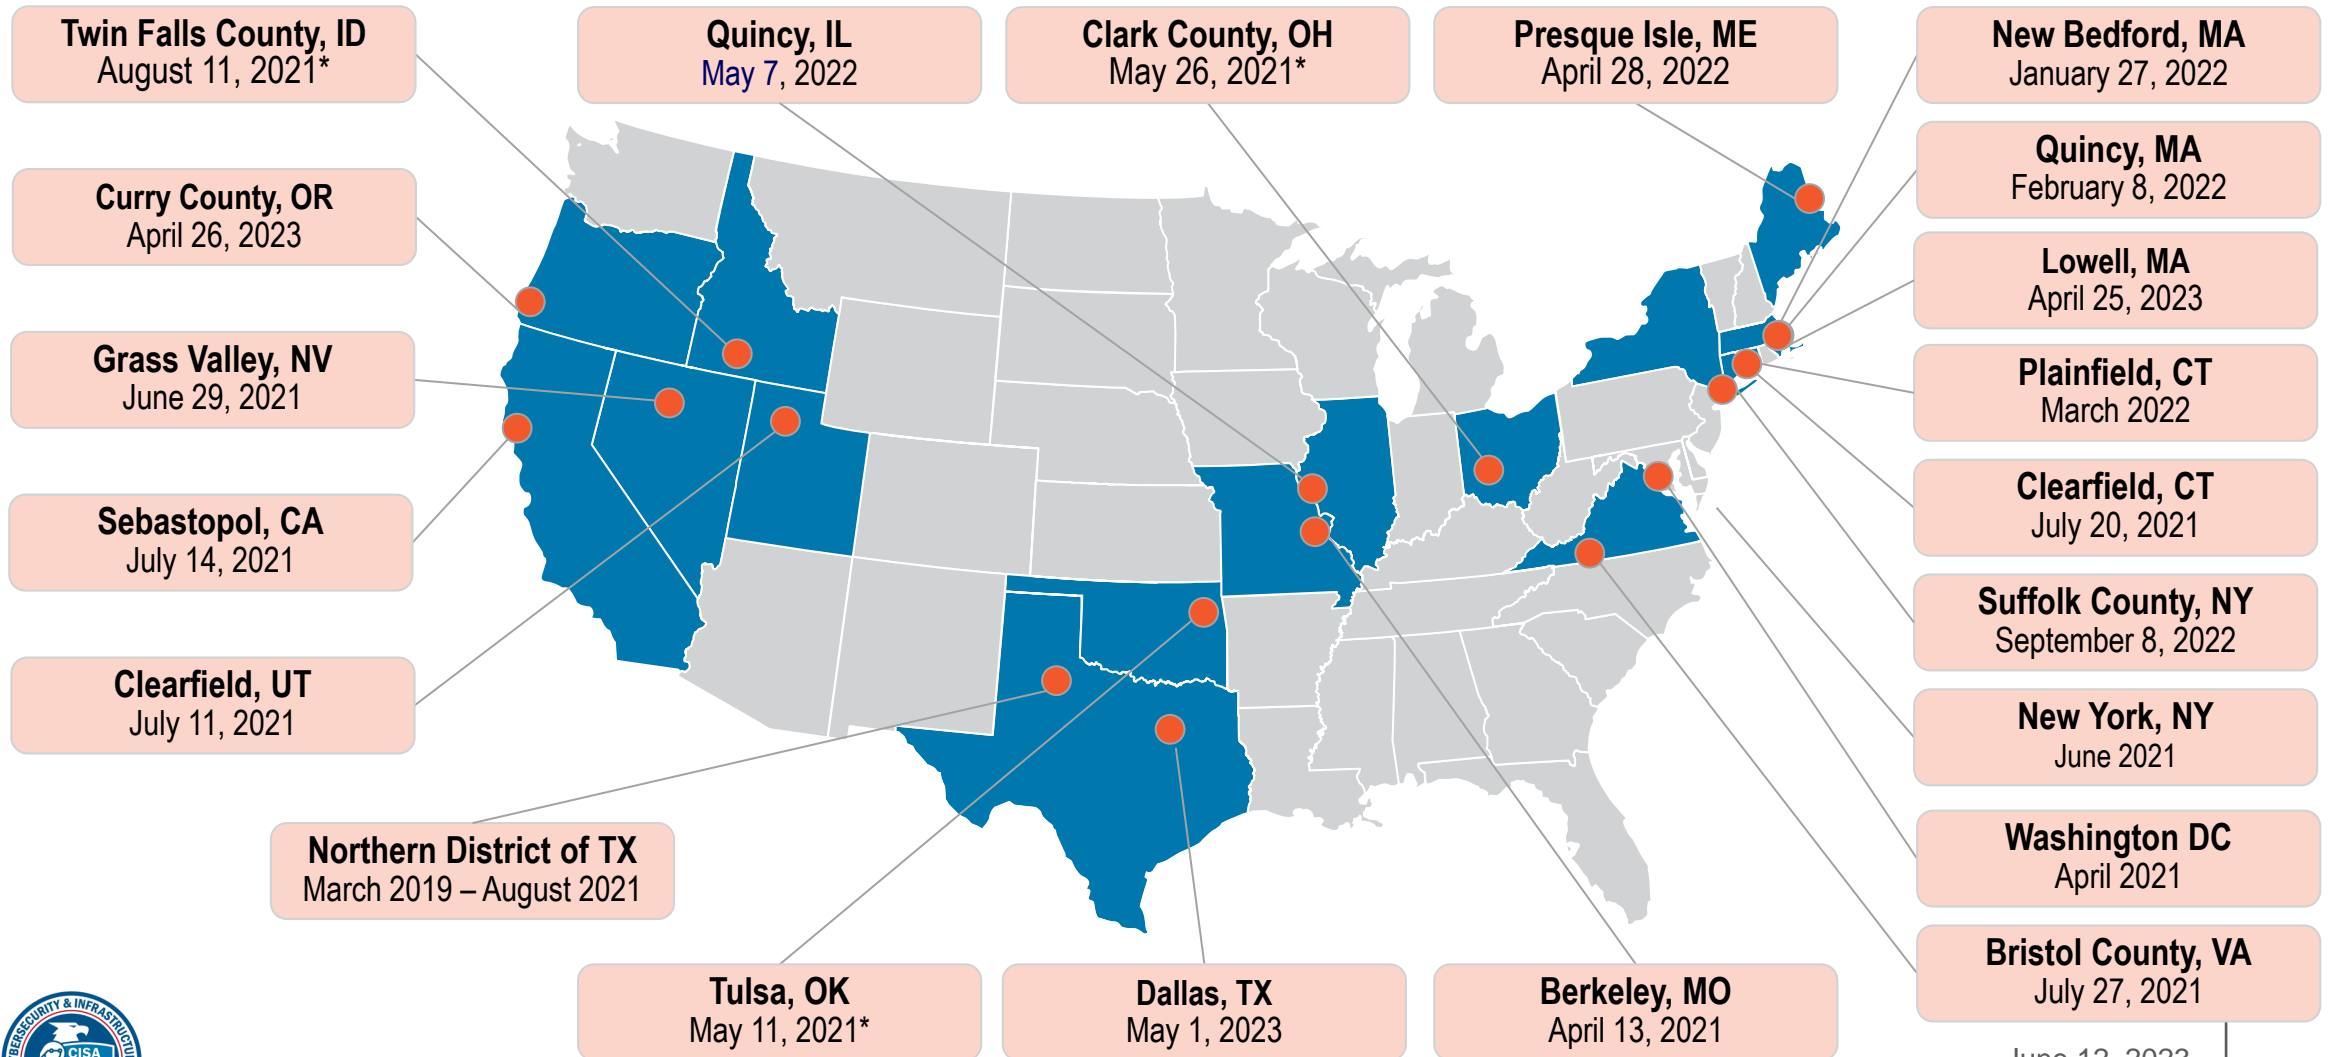 Twin Falls County, ID
August 11, 2021*
Quincy, IL
May 7, 2022
Clark County, OH
May 26, 2021*
Presque Isle, ME
April 28, 2022
New Bedford, MA
January 27, 2022
Quincy, MA
February 8, 2022
Curry County, OR
April 26, 2023
Lowell, MA
April 25, 2023
Grass Valley, NV
June 29, 2021
Plainfield, CT
March 2022
Sebastopol, CA
July 14, 2021
Clearfield, CT
July 20, 2021
Suffolk County, NY
September 8, 2022
Clearfield, UT
July 11, 2021
New York, NY
June 2021
Northern District of TX
March 2019 – August 2021
Washington DC
April 2021
Tulsa, OK
May 11, 2021*
Dallas, TX
May 1, 2023
Berkeley, MO
April 13, 2021
Bristol County, VA
July 27, 2021
CISA